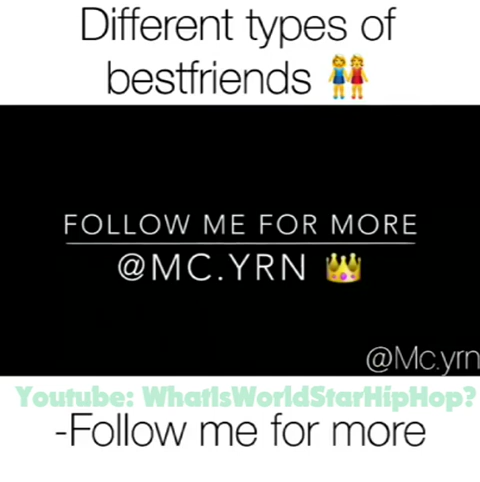 Different types of
bestfriends 👭
FOLLOW ME FOR MORE
@MC.YRN 👑
@Mc.yrn
Youtube: WhatIsWorldStarHipHop?
-Follow me for more